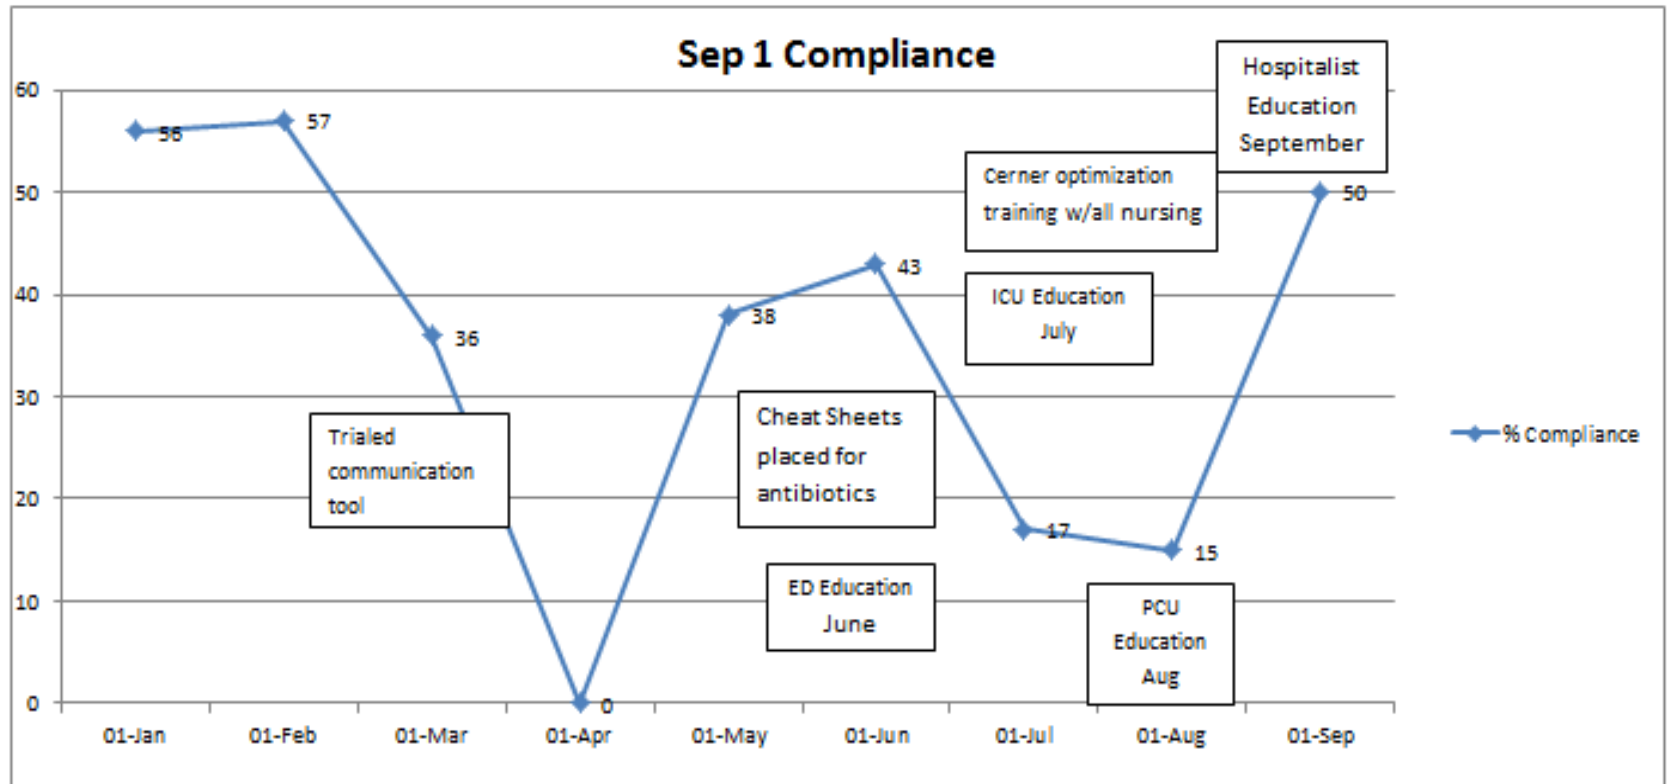 Sep 1 Compliance
Hospitalist
Education
September
Cerner optimization
training w/all nursing
ICU Education
July
Trialed
communication
tool
Cheat Sheets
placed for
antibiotics
ED Education
June
PCU
Education
Aug
60
50
40
30
20
10
0
56
57
36
0
38
43
17
15
50
01-Jan
01-Feb
01-Mar
01-Apr
01-May
01-Jun
01-Jul
01-Aug
01-Sep
% Compliance